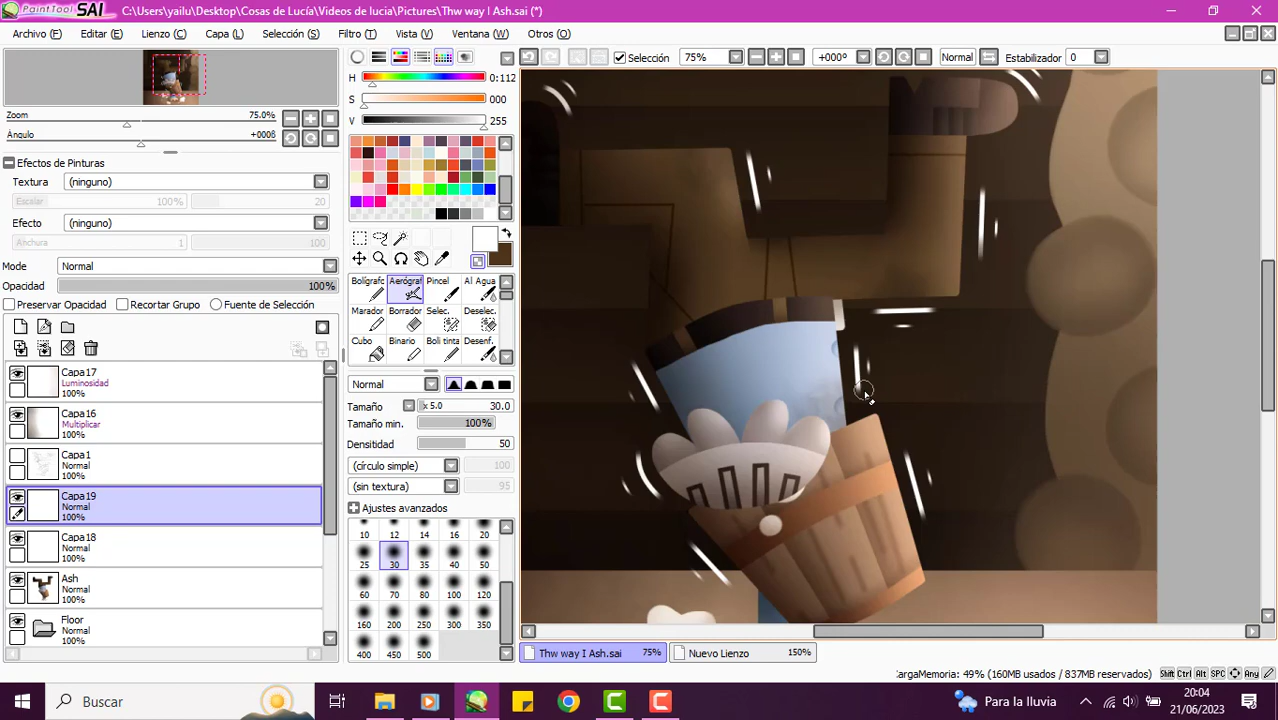 PaintTool SAI C:\Users\yailu\Desktop\Cosas de Lucía\Videos de lucia\Pictures\Thw way I Ash.sai (*)
Archivo (F) Editar (E) Lienzo (C) Capa (L) Selección (S) Filtro (T) Vista (V) Ventana (W) Otros (O)
Selección 75% +000º Normal Estabilizador 0
H 0:112
S 000
V 255
Zoom 75.0%
Ángulo +000ß
Efectos de Pinturas
Textura (ninguno)
Escalar 100% 20
Efecto (ninguno)
Anchura 1 100
Mode Normal
Opacidad 100%
Preservar Opacidad Recortar Grupo Fuente de Selección
Capa17
Luminosidad
100%
Capa16
Multiplicar
100%
Capa1
Normal
100%
Capa19
Normal
100%
Capa18
Normal
100%
Ash
Normal
100%
Floor
Normal
Bolígrafo Aerógraf Pincel Al Agua
Marador Borrador Selec. Deselec.
Cubo Binario Boli tinta Desenf.
Normal
Tamaño x 5.0 30.0
Tamaño min. 100%
Densitidad 50
(círculo simple) 100
(sin textura) 95
Ajustes avanzados
10 12 14 16 20
25 30 35 40 50
60 70 80 100 120
160 200 250 300 350
400 450 500
Thw way I Ash.sai 75% Nuevo Lienzo 150%
CargaMemoria: 49% (160MB usados / 837MB reservados) Shift Ctrl Alt SPC Any
Buscar Para la lluvia 20:04
21/06/2023